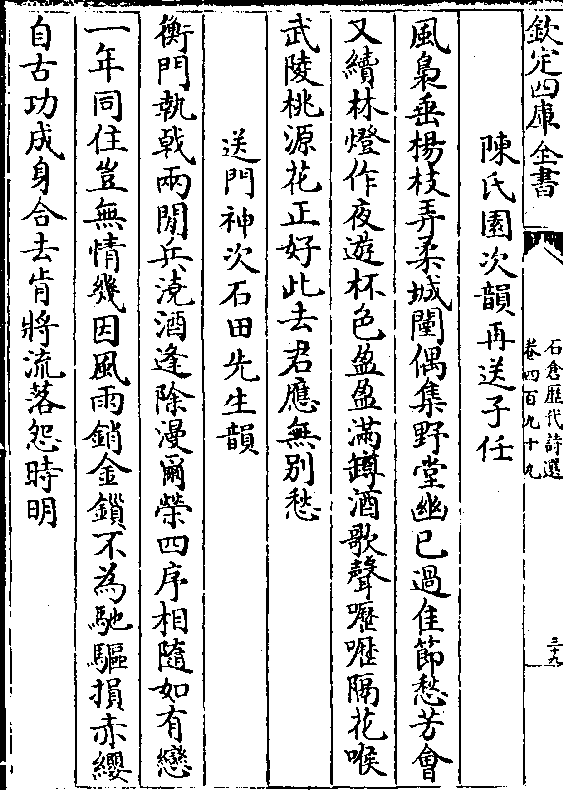 欽定四庫全書
石倉歷代詩選
卷四百九十九
三十九
陳氏園次韻再送子任
風梟垂楊枝弄柔城闉偶集野堂幽已過佳節愁芳會
又續林燈作夜遊杯色盈盈滿罇酒歌聲嚦嚦隔花喉
武陵桃源花正好此去君應無别愁
送門神次石田先生韻
衡門執戟兩閒兵澆酒逢除漫爾榮四序相隨如有戀
一年同住豈無情幾因風雨銷金鎖不為馳驅損赤纓
自古功成身合去肯將流落怨時明